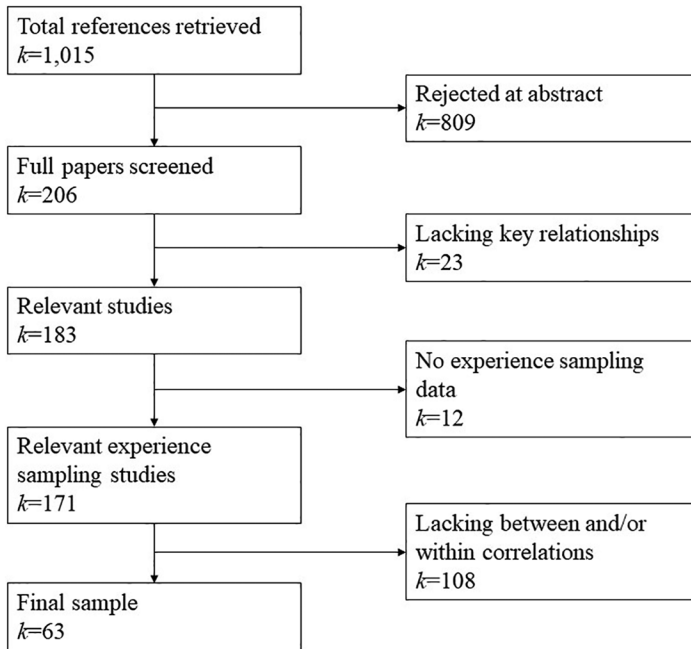 Total references retrieved
k=1,015
Rejected at abstract
k=809
Full papers screened
k=206
Lacking key relationships
k=23
Relevant studies
k=183
No experience sampling
data
k=12
Relevant experience
sampling studies
k=171
Lacking between and/or
within correlations
k=108
Final sample
k=63